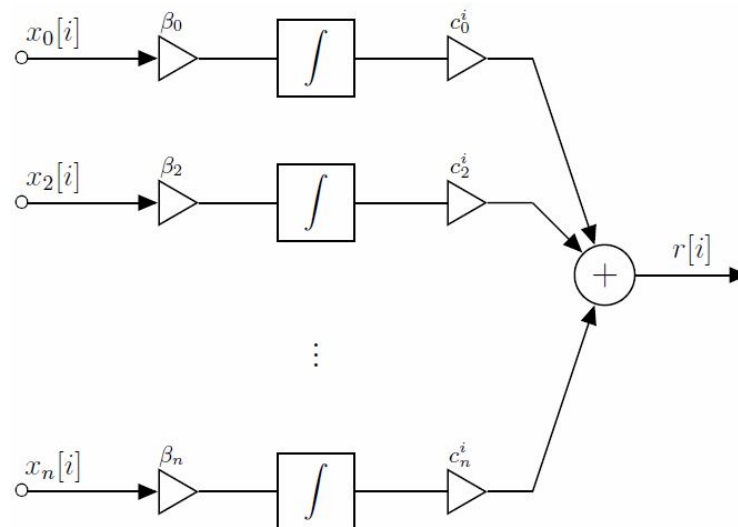 x_0[i] β_0 ∫ c_0^i
x_2[i] β_2 ∫ c_2^i
+ r[i]
⋮
x_n[i] β_n ∫ c_n^i